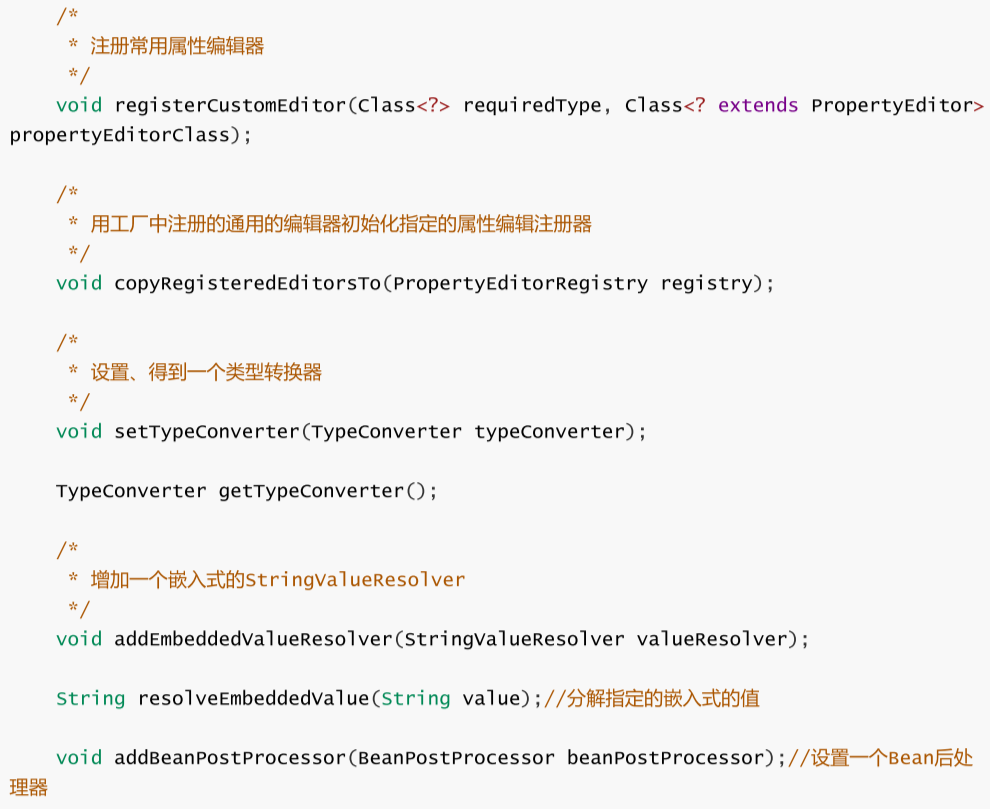 /*
* 注册常用属性编辑器
*/
void registerCustomEditor(Class<?> requiredType, Class<? extends PropertyEditor>
propertyEditorClass);
/*
* 用工厂中注册的通用的编辑器初始化指定的属性编辑注册器
*/
void copyRegisteredEditorsTo(PropertyEditorRegistry registry);
/*
* 设置、得到一个类型转换器
*/
void setTypeConverter(TypeConverter typeConverter);
TypeConverter getTypeConverter();
/*
* 增加一个嵌入式的StringValueResolver
*/
void addEmbeddedValueResolver(StringValueResolver valueResolver);
String resolveEmbeddedValue(String value);//分解指定的嵌入式的值
void addBeanPostProcessor(BeanPostProcessor beanPostProcessor);//设置一个Bean后处
理器